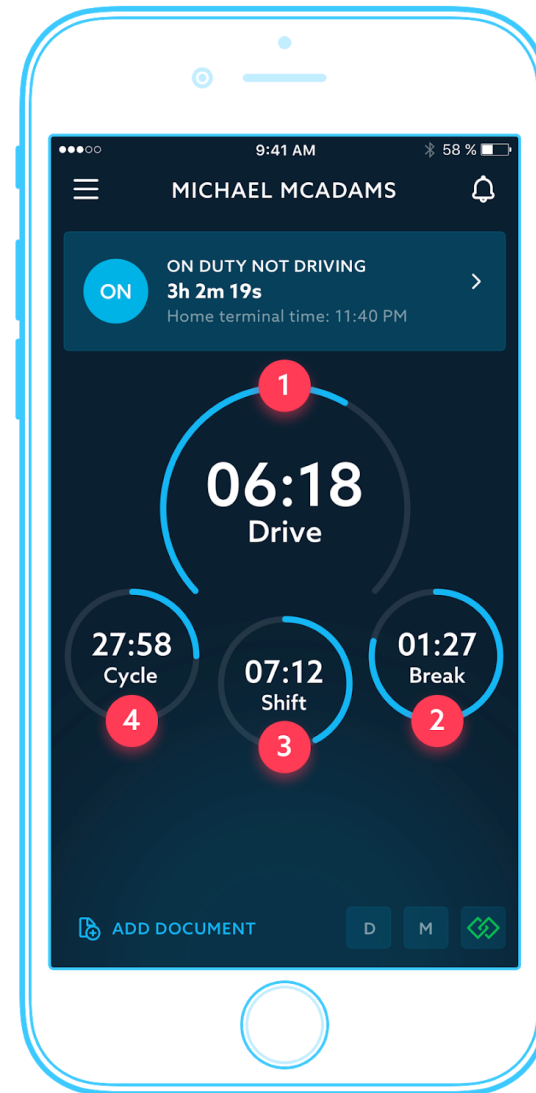 9:41 AM
58 %
MICHAEL MCADAMS
ON
ON DUTY NOT DRIVING
3h 2m 19s
Home terminal time: 11:40 PM
1
06:18
Drive
27:58
Cycle
4
07:12
Shift
3
01:27
Break
2
ADD DOCUMENT
D
M